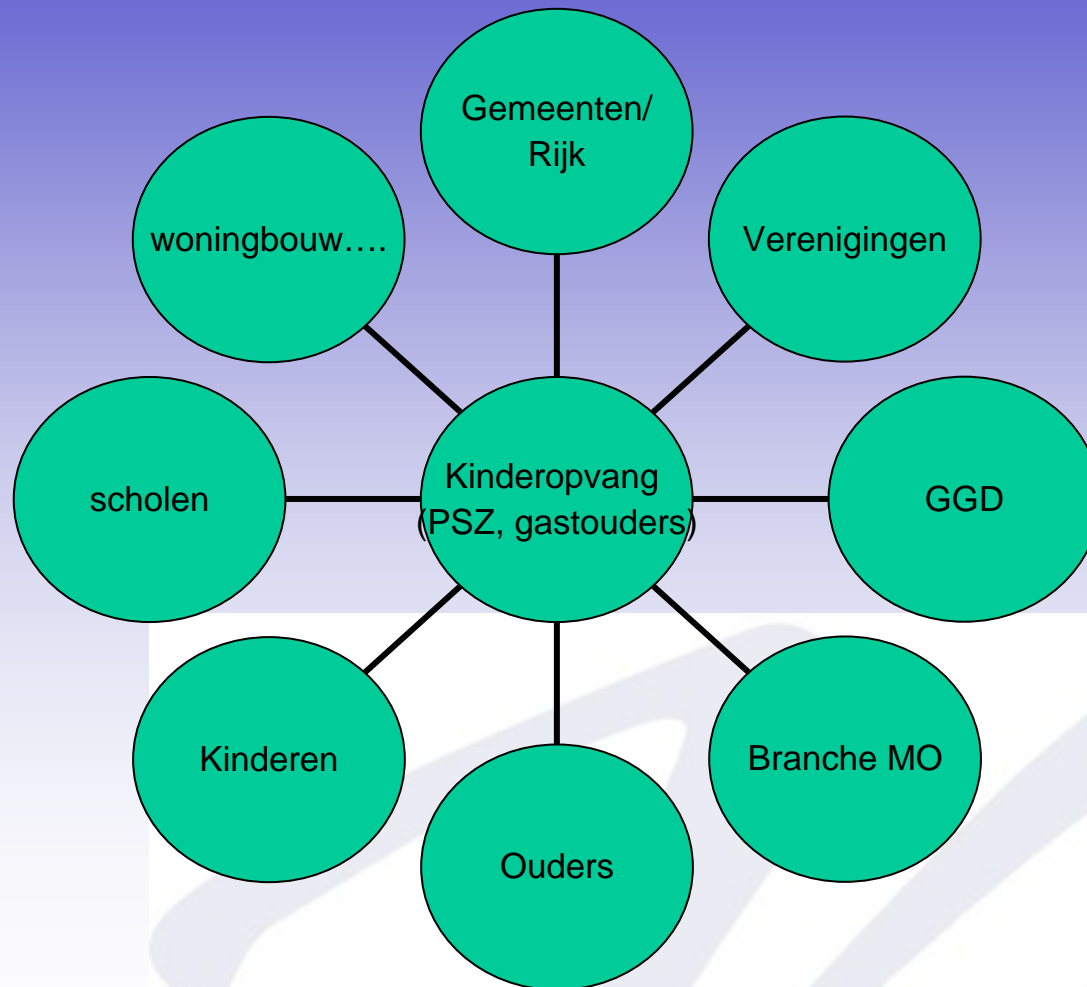 Gemeenten/
Rijk
woningbouw….
Verenigingen
scholen
Kinderopvang
(PSZ, gastouders)
GGD
Kinderen
Branche MO
Ouders